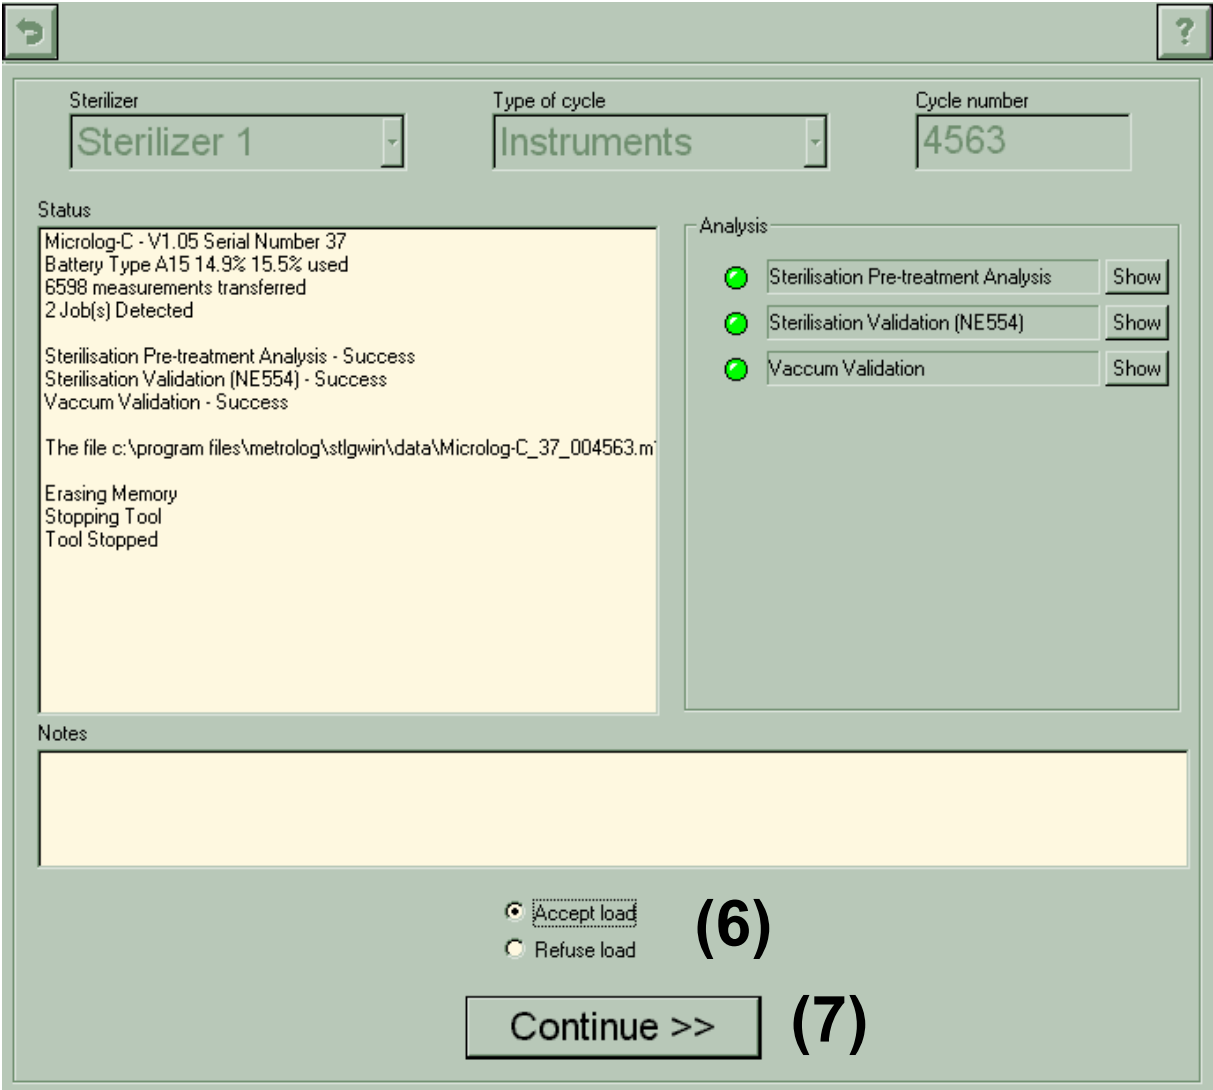 ?
Sterilizer
Type of cycle
Cycle number
Sterilizer 1
Instruments
4563
Status
Microlog-C - V1.05 Serial Number 37
Battery Type A15 14.9% 15.5% used
6598 measurements transferred
2 Job(s) Detected
Sterilisation Pre-treatment Analysis - Success
Sterilisation Validation (NE554) - Success
Vaccum Validation - Success
The file c:\program files\metrolog\stlgwin\data\Microlog-C_37_004563.m
Erasing Memory
Stopping Tool
Tool Stopped
Analysis
Sterilisation Pre-treatment Analysis Show
Sterilisation Validation (NE554) Show
Vaccum Validation Show
Notes
Accept load
(6)
Refuse load
Continue >>
(7)